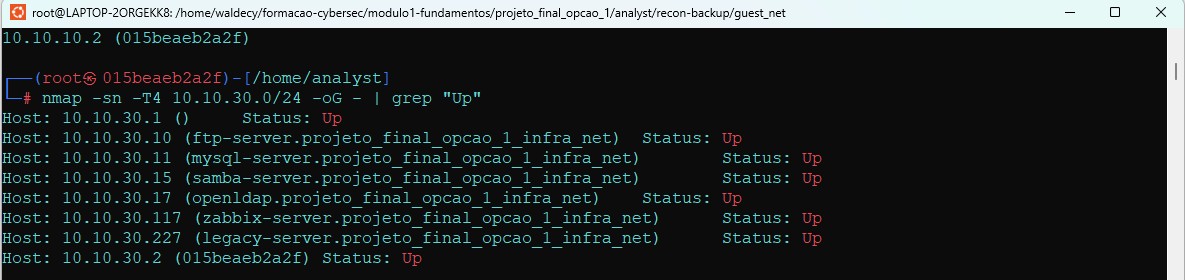 root@LAPTOP-2ORGEKK8: /home/waldecy/formacao-cybersec/modulo1-fundamentos/projeto_final_opcao_1/analyst/recon-backup/guest_net
10.10.10.2 (015beaeb2a2f)
┌──(root㉿015beaeb2a2f)-[/home/analyst]
└─# nmap -sn -T4 10.10.30.0/24 -oG - | grep "Up"
Host: 10.10.30.1 ()     Status: Up
Host: 10.10.30.10 (ftp-server.projeto_final_opcao_1_infra_net)  Status: Up
Host: 10.10.30.11 (mysql-server.projeto_final_opcao_1_infra_net)        Status: Up
Host: 10.10.30.15 (samba-server.projeto_final_opcao_1_infra_net)        Status: Up
Host: 10.10.30.17 (openldap.projeto_final_opcao_1_infra_net)    Status: Up
Host: 10.10.30.117 (zabbix-server.projeto_final_opcao_1_infra_net)      Status: Up
Host: 10.10.30.227 (legacy-server.projeto_final_opcao_1_infra_net)      Status: Up
Host: 10.10.30.2 (015beaeb2a2f) Status: Up